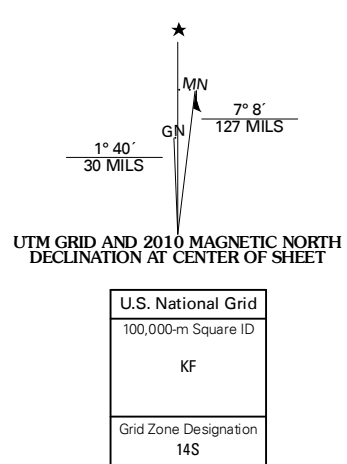 ★
MN
7° 8´
127 MILS
GN
1° 40´
30 MILS
UTM GRID AND 2010 MAGNETIC NORTH
DECLINATION AT CENTER OF SHEET
U.S. National Grid
100,000-m Square ID
KF
Grid Zone Designation
14S